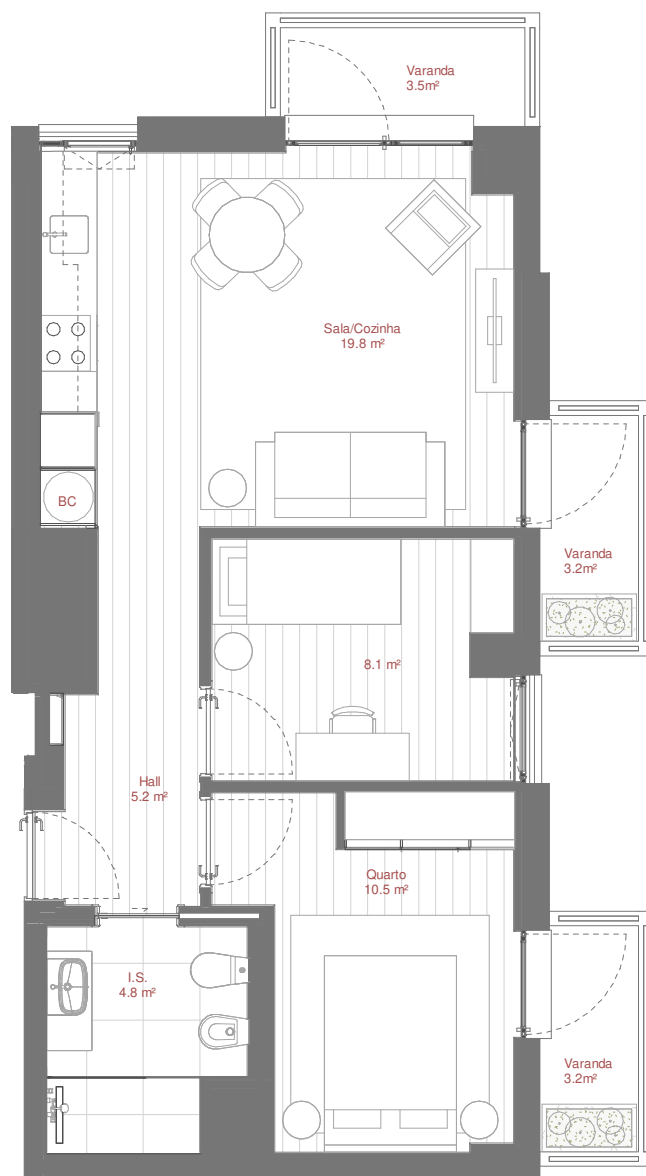 Varanda
3.5m²
Sala/Cozinha
19.8 m²
BC
Varanda
3.2m²
8.1 m²
Hall
5.2 m²
Quarto
10.5 m²
I.S.
4.8 m²
Varanda
3.2m²